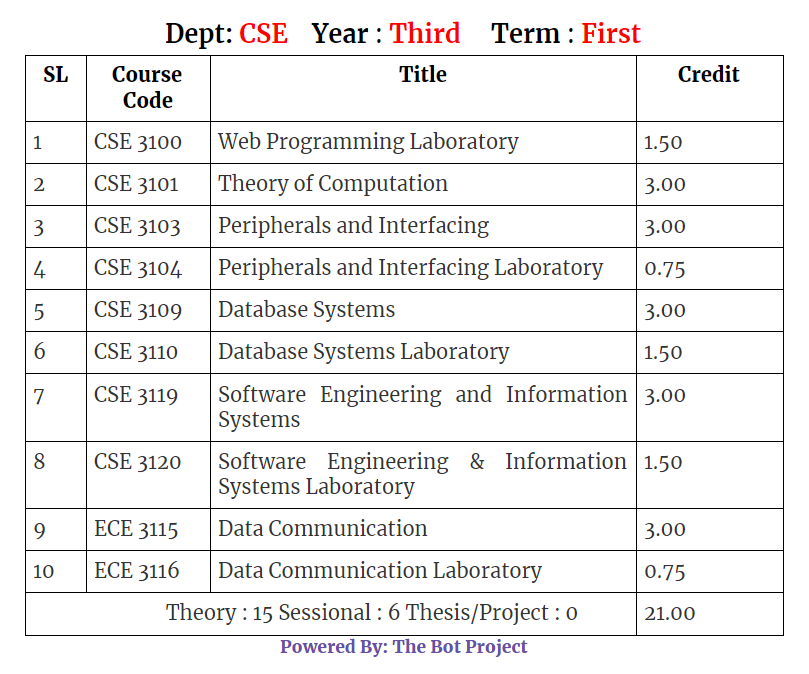 Dept: CSE Year : Third Term : First
SL Course Code Title Credit
1 CSE 3100 Web Programming Laboratory 1.50
2 CSE 3101 Theory of Computation 3.00
3 CSE 3103 Peripherals and Interfacing 3.00
4 CSE 3104 Peripherals and Interfacing Laboratory 0.75
5 CSE 3109 Database Systems 3.00
6 CSE 3110 Database Systems Laboratory 1.50
7 CSE 3119 Software Engineering and Information 3.00
Systems
8 CSE 3120 Software Engineering & Information 1.50
Systems Laboratory
9 ECE 3115 Data Communication 3.00
10 ECE 3116 Data Communication Laboratory 0.75
Theory : 15 Sessional : 6 Thesis/Project : 0 21.00
Powered By: The Bot Project